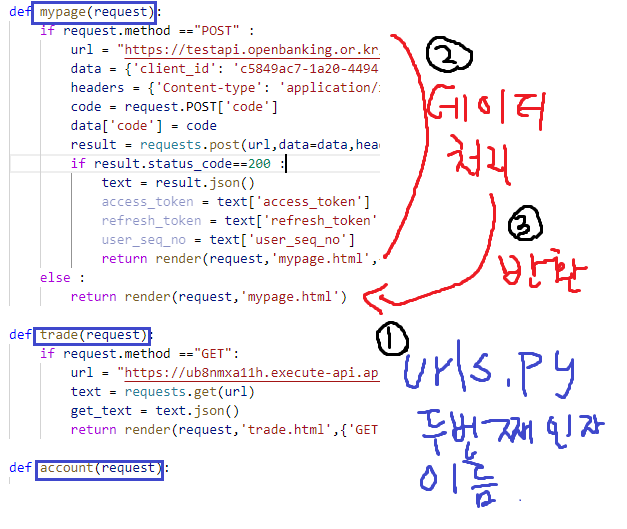 def mypage(request):
if request.method =="POST" :
url = "https://testapi.openbanking.or.kr
data = {'client_id': 'c5849ac7-1a20-4494
headers = {'Content-type': 'application/
code = request.POST['code']
data['code'] = code
result = requests.post(url,data=data,hea
if result.status_code==200 :
text = result.json()
access_token = text['access_token']
refresh_token = text['refresh_token'
user_seq_no = text['user_seq_no']
return render(request,'mypage.html',
else :
return render(request,'mypage.html')
② 데이터
처리
③
반환
def trade(request):
if request.method =="GET":
url = "https://ub8nmxa11h.execute-api.ap
text = requests.get(url)
get_text = text.json()
return render(request,'trade.html',{'GET
def account(request):
① urls.py
두번째 인자
이름